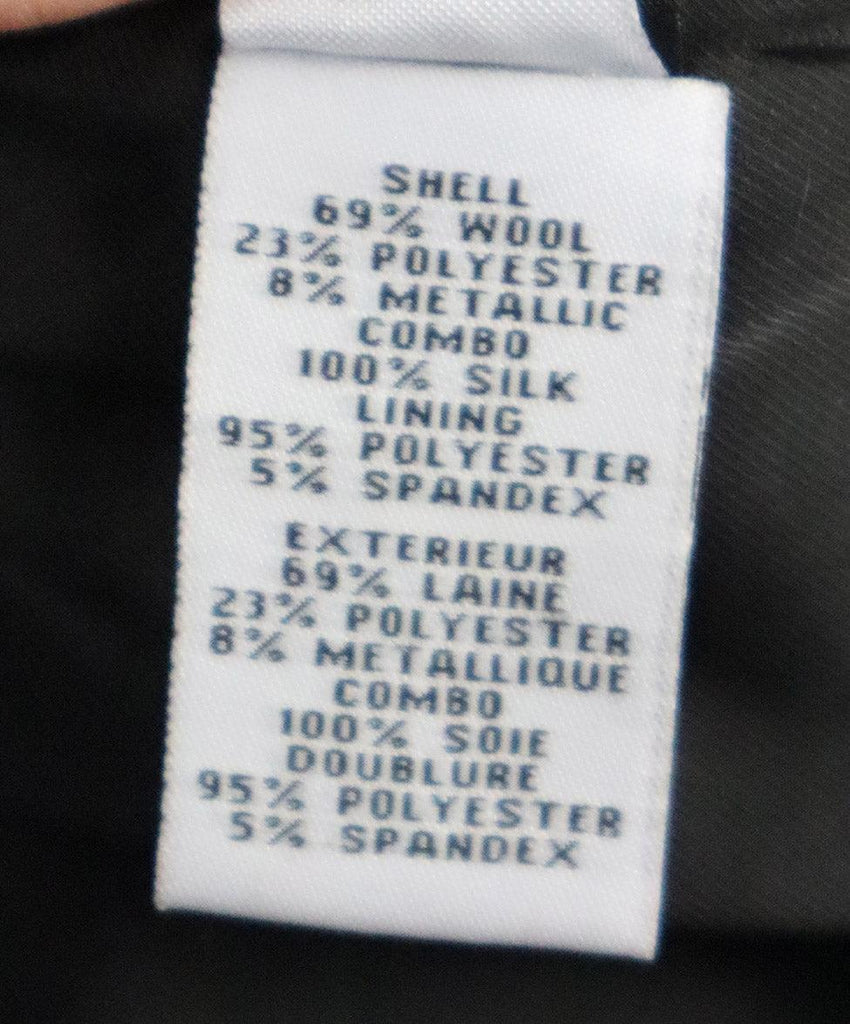 SHELL
69% WOOL
23% POLYESTER
8% METALLIC
COMBO
100% SILK
LINING
95% POLYESTER
5% SPANDEX
EXTERIEUR
69% LAINE
23% POLYESTER
8% METALLIQUE
COMBO
100% SOIE
DOUBLURE
95% POLYESTER
5% SPANDEX